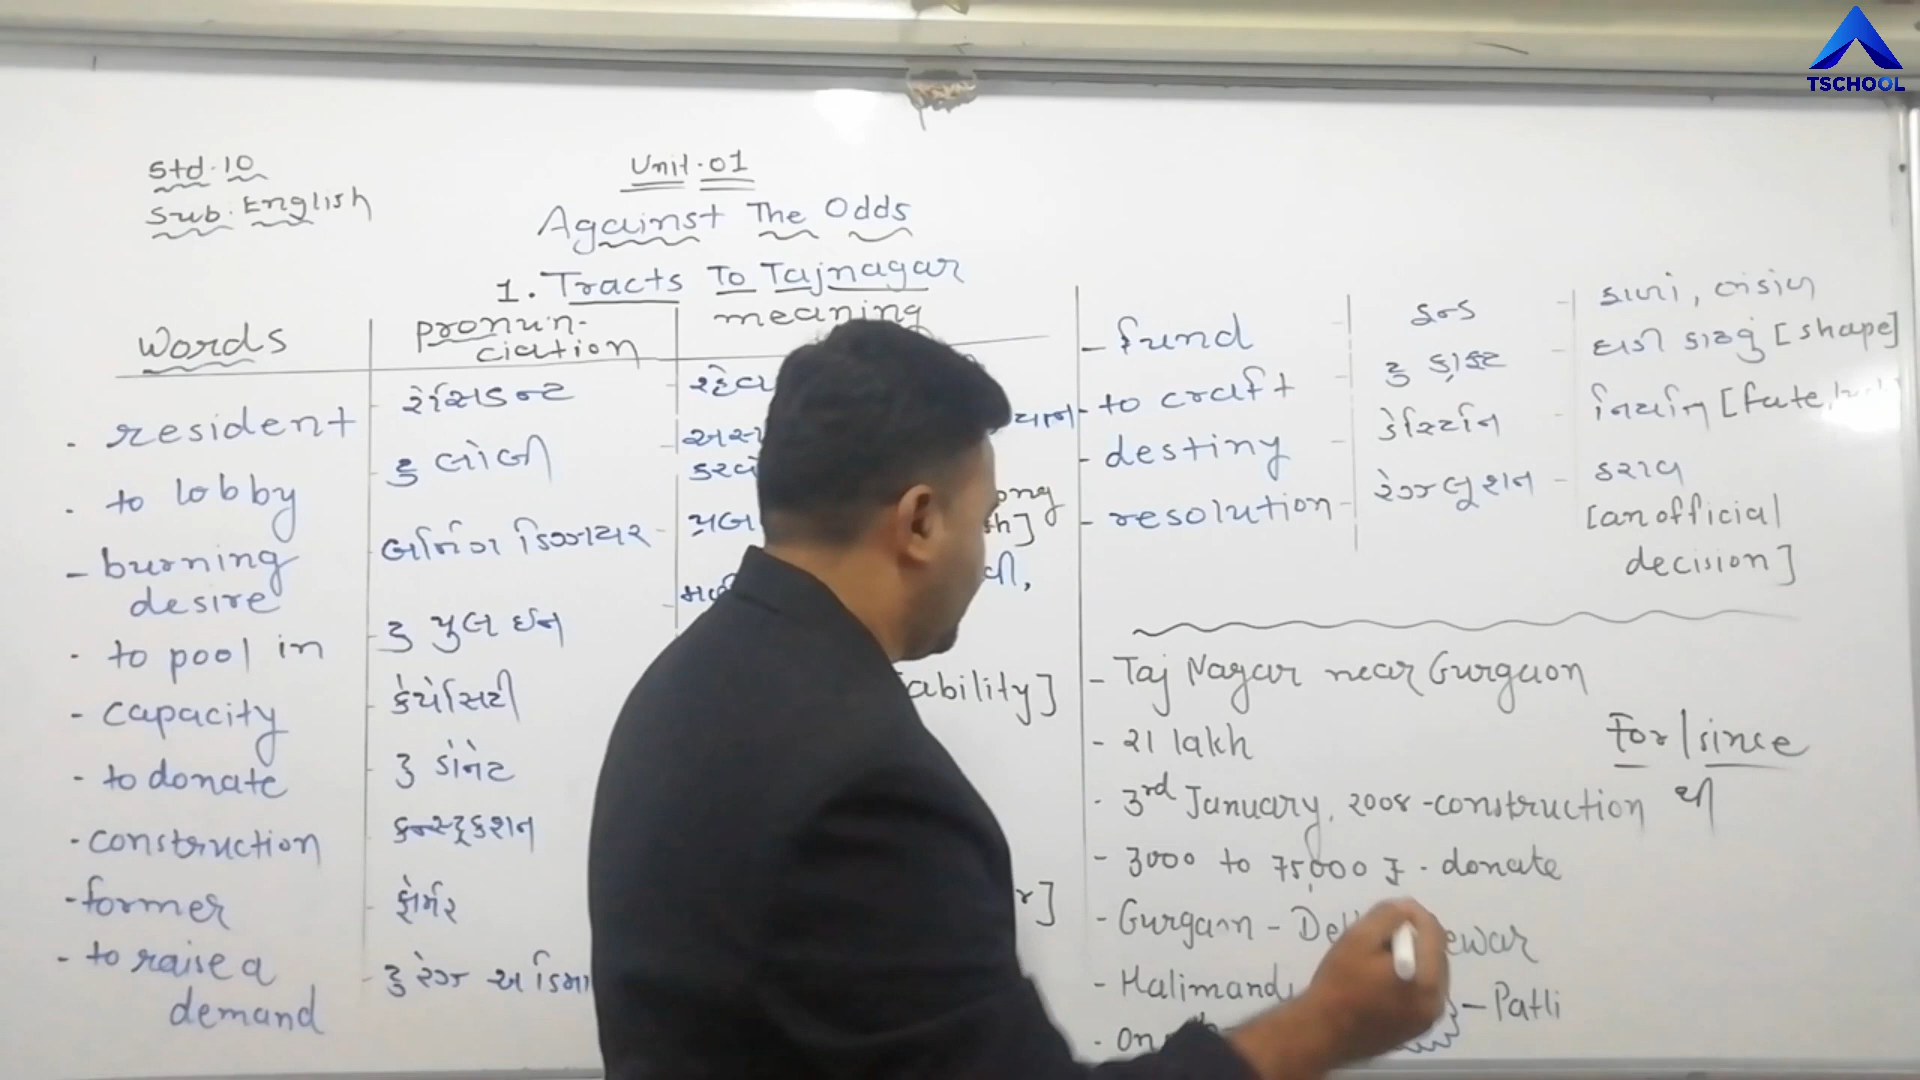 TSCHOOL
Std. 10
Sub. English
Unit. 01
Against The Odds
1. Tracts To Tajnagar
words
pronun-
ciation
meaning
resident
રેસિડન્ટ
to lobby
ટુ લોબી
- burning
desire
બર્નિંગ ડિઝાયર
to pool in
ટુ પુલ ઈન
- capacity
કેપેસિટી
ability]
- to donate
ટુ ડોનેટ
- construction
કન્સ્ટ્રક્શન
- former
ફોર્મર
- to raise a
demand
ટુ રેઝ અ ડિમા
- fund
ફન્ડ
- ફાળો, ભંડોળ
- to craft
ટુ ક્રાફ્ટ
- ઘાટ ઘડવો [shape]
- destiny
ડેસ્ટિનિ
નિયતિ [fate,
- resolution
રેઝલૂશન
- ઠરાવ
[an official
decision]
- Taj Nagar near Gurgaon
- 21 lakh
- 3rd January, 2008 - construction
- 3000 to 75,000 ₹ - donate
- Gurgaon -
- Patli
For / since
થી